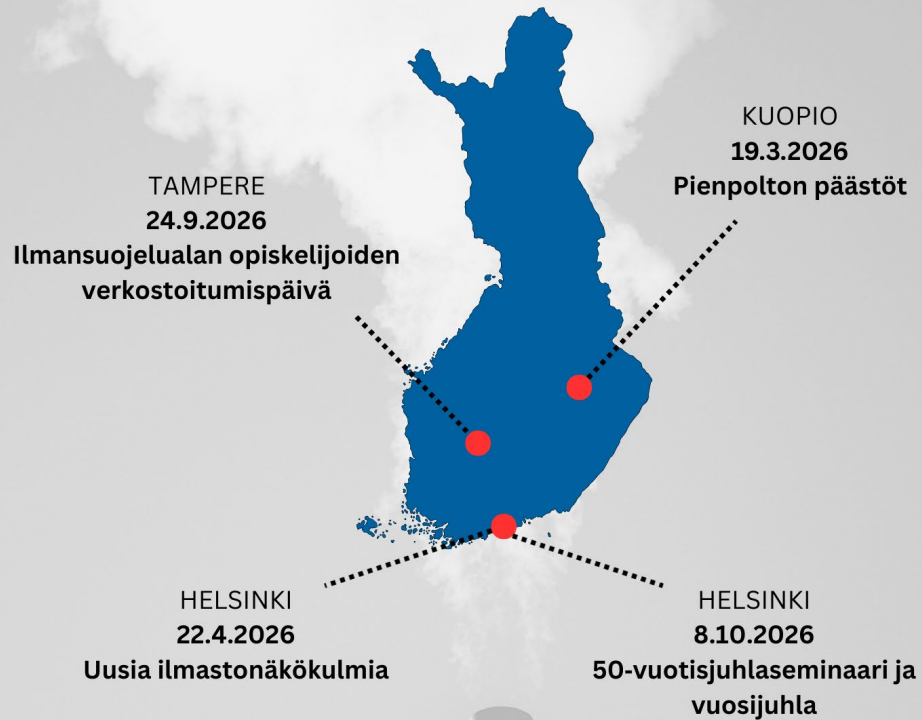 KUOPIO
19.3.2026
Pienpolton päästöt
TAMPERE
24.9.2026
Ilmansuojelualan opiskelijoiden
verkostoitumispäivä
HELSINKI
22.4.2026
Uusia ilmastonäkökulmia
HELSINKI
8.10.2026
50-vuotisjuhlaseminaari ja
vuosijuhla